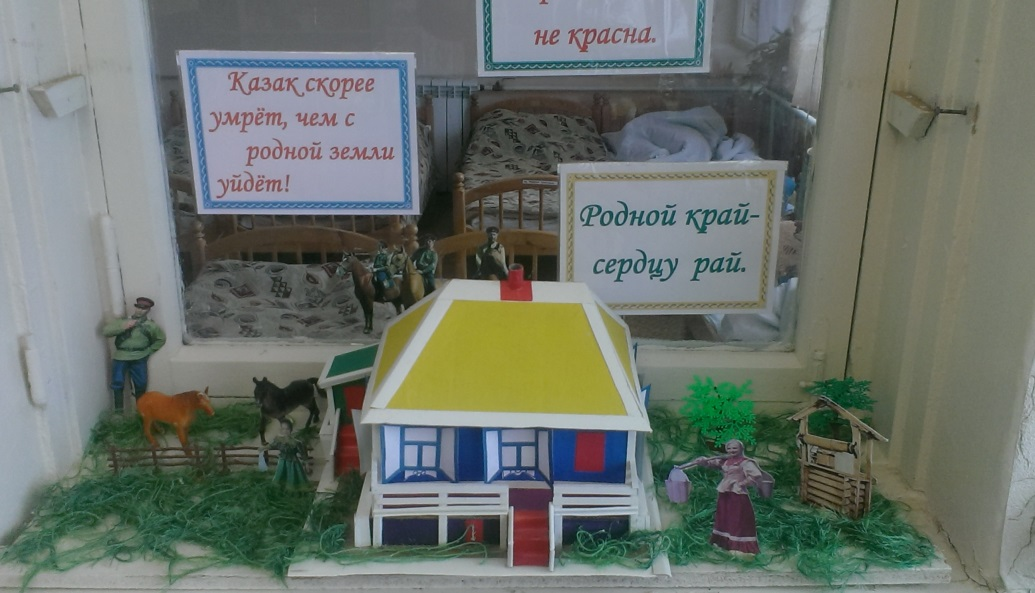 не красна.
Казак скорее
умрёт, чем с
родной земли
уйдёт!
Родной край-
сердцу рай.